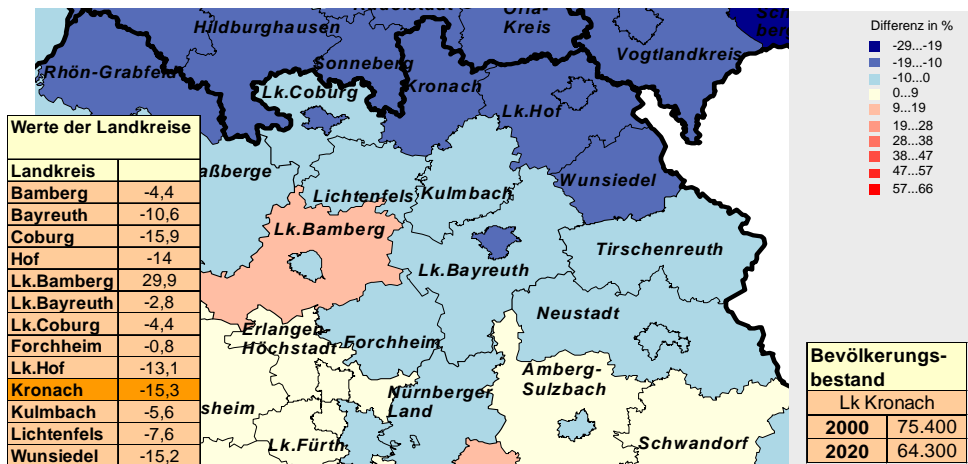 Hildburghausen
Kreis
Vogtlandkreis
Sonneberg
Rhön-Grabfeld
Kronach
Lk.Coburg
Lk.Hof
Wunsiedel
aßberge
Lichtenfels
Kulmbach
Lk.Bamberg
Tirschenreuth
Lk.Bayreuth
Neustadt
Erlangen-
Höchstadt
Forchheim
Amberg-
Sulzbach
Nürnberger
Land
sheim
Lk.Fürth
Schwandorf
Werte der Landkreise
Landkreis
Bamberg -4,4
Bayreuth -10,6
Coburg -15,9
Hof -14
Lk.Bamberg 29,9
Lk.Bayreuth -2,8
Lk.Coburg -4,4
Forchheim -0,8
Lk.Hof -13,1
Kronach -15,3
Kulmbach -5,6
Lichtenfels -7,6
Wunsiedel -15,2
Differenz in %
-29...-19
-19...-10
-10...0
0...9
9...19
19...28
28...38
38...47
47...57
57...66
Bevölkerungs-
bestand
Lk Kronach
2000 75.400
2020 64.300